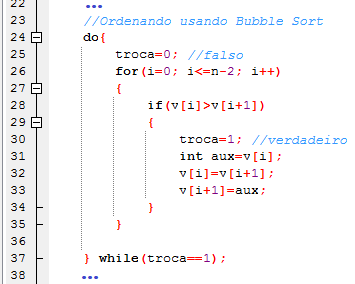 22 ...
23 //Ordenando usando Bubble Sort
24 do{
25 troca=0; //falso
26 for(i=0; i<=n-2; i++)
27 {
28 if(v[i]>v[i+1])
29 {
30 troca=1; //verdadeiro
31 int aux=v[i];
32 v[i]=v[i+1];
33 v[i+1]=aux;
34 }
35 }
36
37 } while(troca==1);
38 ...